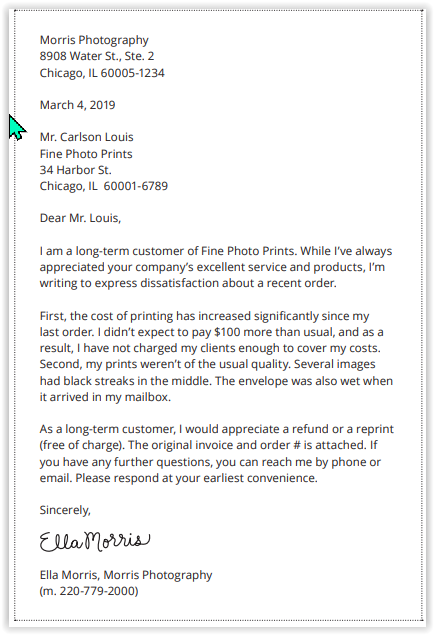 Morris Photography
8908 Water St., Ste. 2
Chicago, IL 60005-1234
March 4, 2019
Mr. Carlson Louis
Fine Photo Prints
34 Harbor St.
Chicago, IL  60001-6789
Dear Mr. Louis,
I am a long-term customer of Fine Photo Prints. While I’ve always
appreciated your company’s excellent service and products, I’m
writing to express dissatisfaction about a recent order.
First, the cost of printing has increased significantly since my
last order. I didn’t expect to pay $100 more than usual, and as a
result, I have not charged my clients enough to cover my costs.
Second, my prints weren’t of the usual quality. Several images
had black streaks in the middle. The envelope was also wet when
it arrived in my mailbox.
As a long-term customer, I would appreciate a refund or a reprint
(free of charge). The original invoice and order # is attached. If
you have any further questions, you can reach me by phone or
email. Please respond at your earliest convenience.
Sincerely,
Ella Morris
Ella Morris, Morris Photography
(m. 220-779-2000)